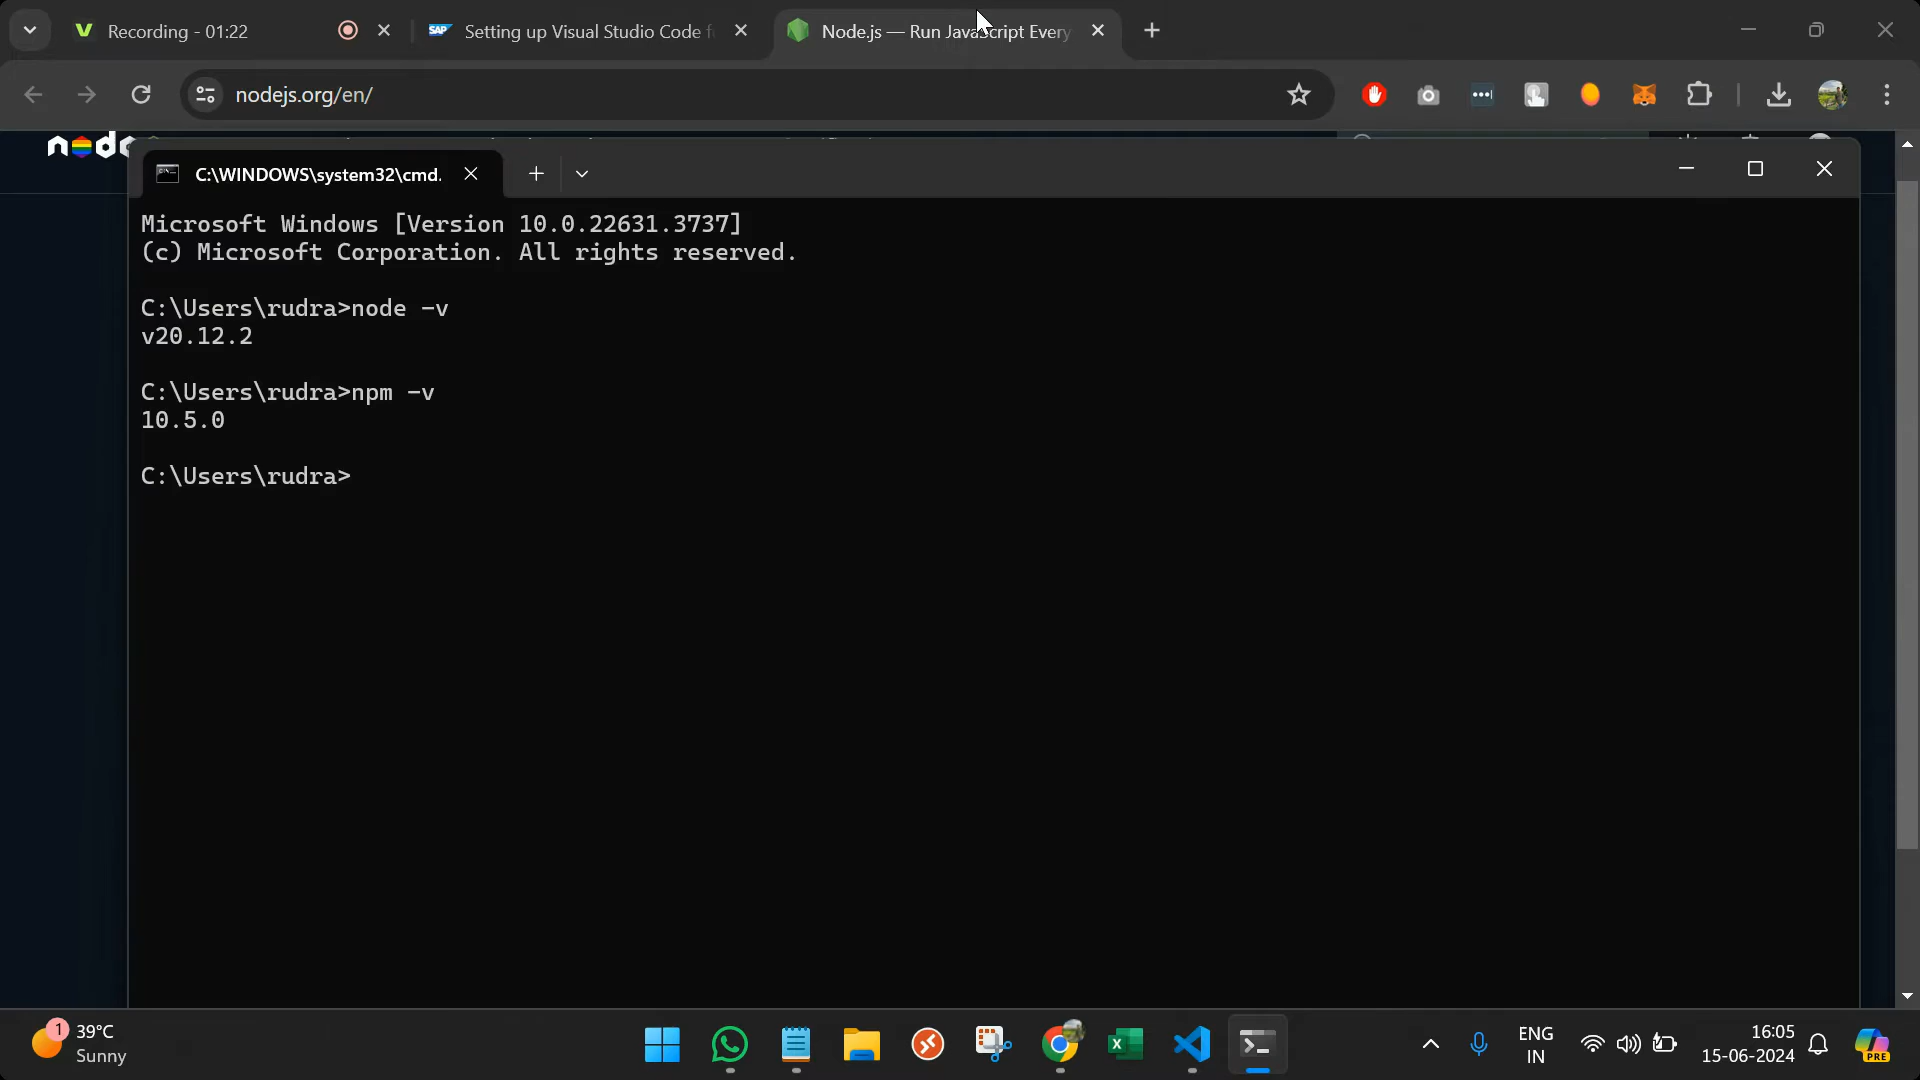 Recording - 01:22
Setting up Visual Studio Code f
Node.js — Run JavaScript Every
nodejs.org/en/
C:\WINDOWS\system32\cmd.
Microsoft Windows [Version 10.0.22631.3737]
(c) Microsoft Corporation. All rights reserved.
C:\Users\rudra>node -v
v20.12.2
C:\Users\rudra>npm -v
10.5.0
C:\Users\rudra>
1
39°C
Sunny
ENG
IN
16:05
15-06-2024
PRE